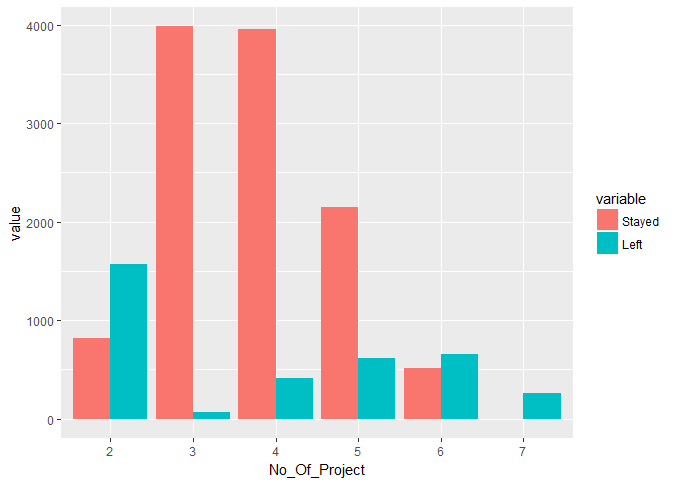 4000
3000
2000
1000
0
value
2 3 4 5 6 7
No_Of_Project
variable
Stayed
Left